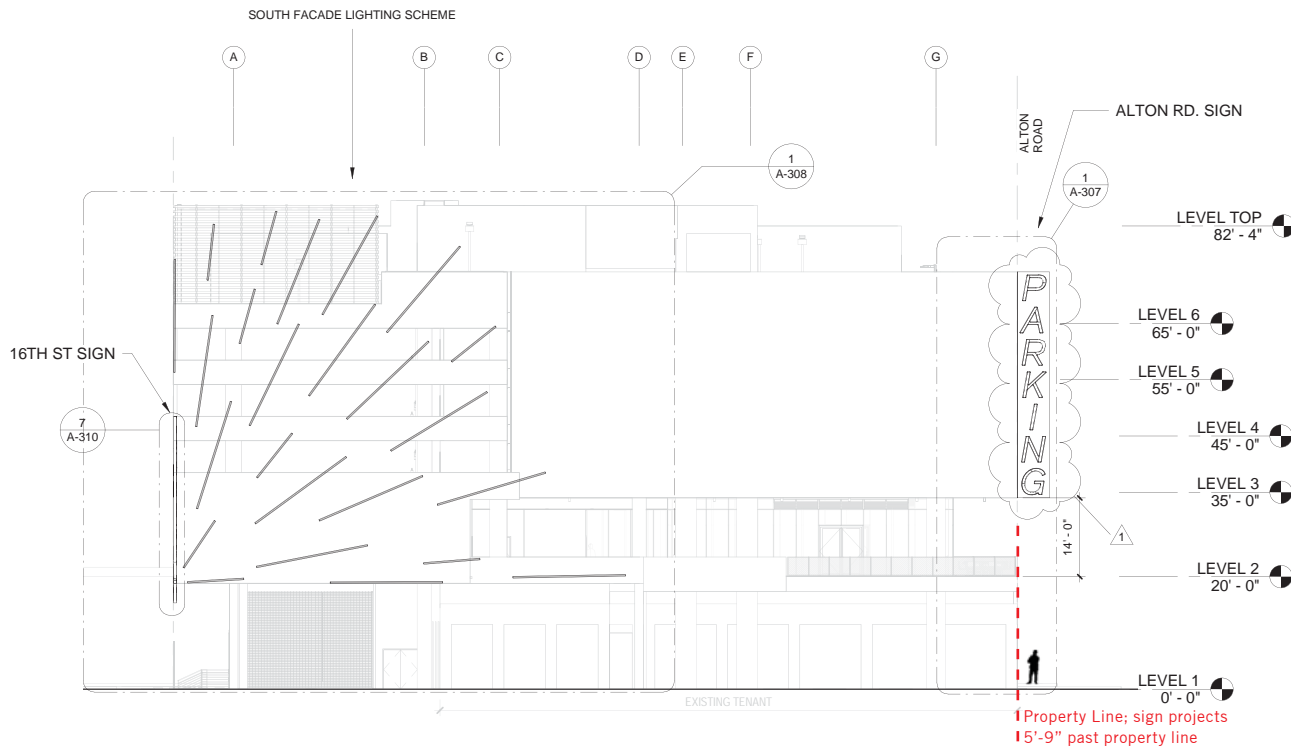 SOUTH FACADE LIGHTING SCHEME
A
B
C
D
E
F
G
ALTON
ROAD
ALTON RD. SIGN
1
A-308
1
A-307
LEVEL TOP
82' - 4"
PARKING
LEVEL 6
65' - 0"
16TH ST SIGN
LEVEL 5
55' - 0"
7
A-310
LEVEL 4
45' - 0"
LEVEL 3
35' - 0"
1
14' - 0"
LEVEL 2
20' - 0"
LEVEL 1
0' - 0"
EXISTING TENANT
Property Line; sign projects
5'-9” past property line